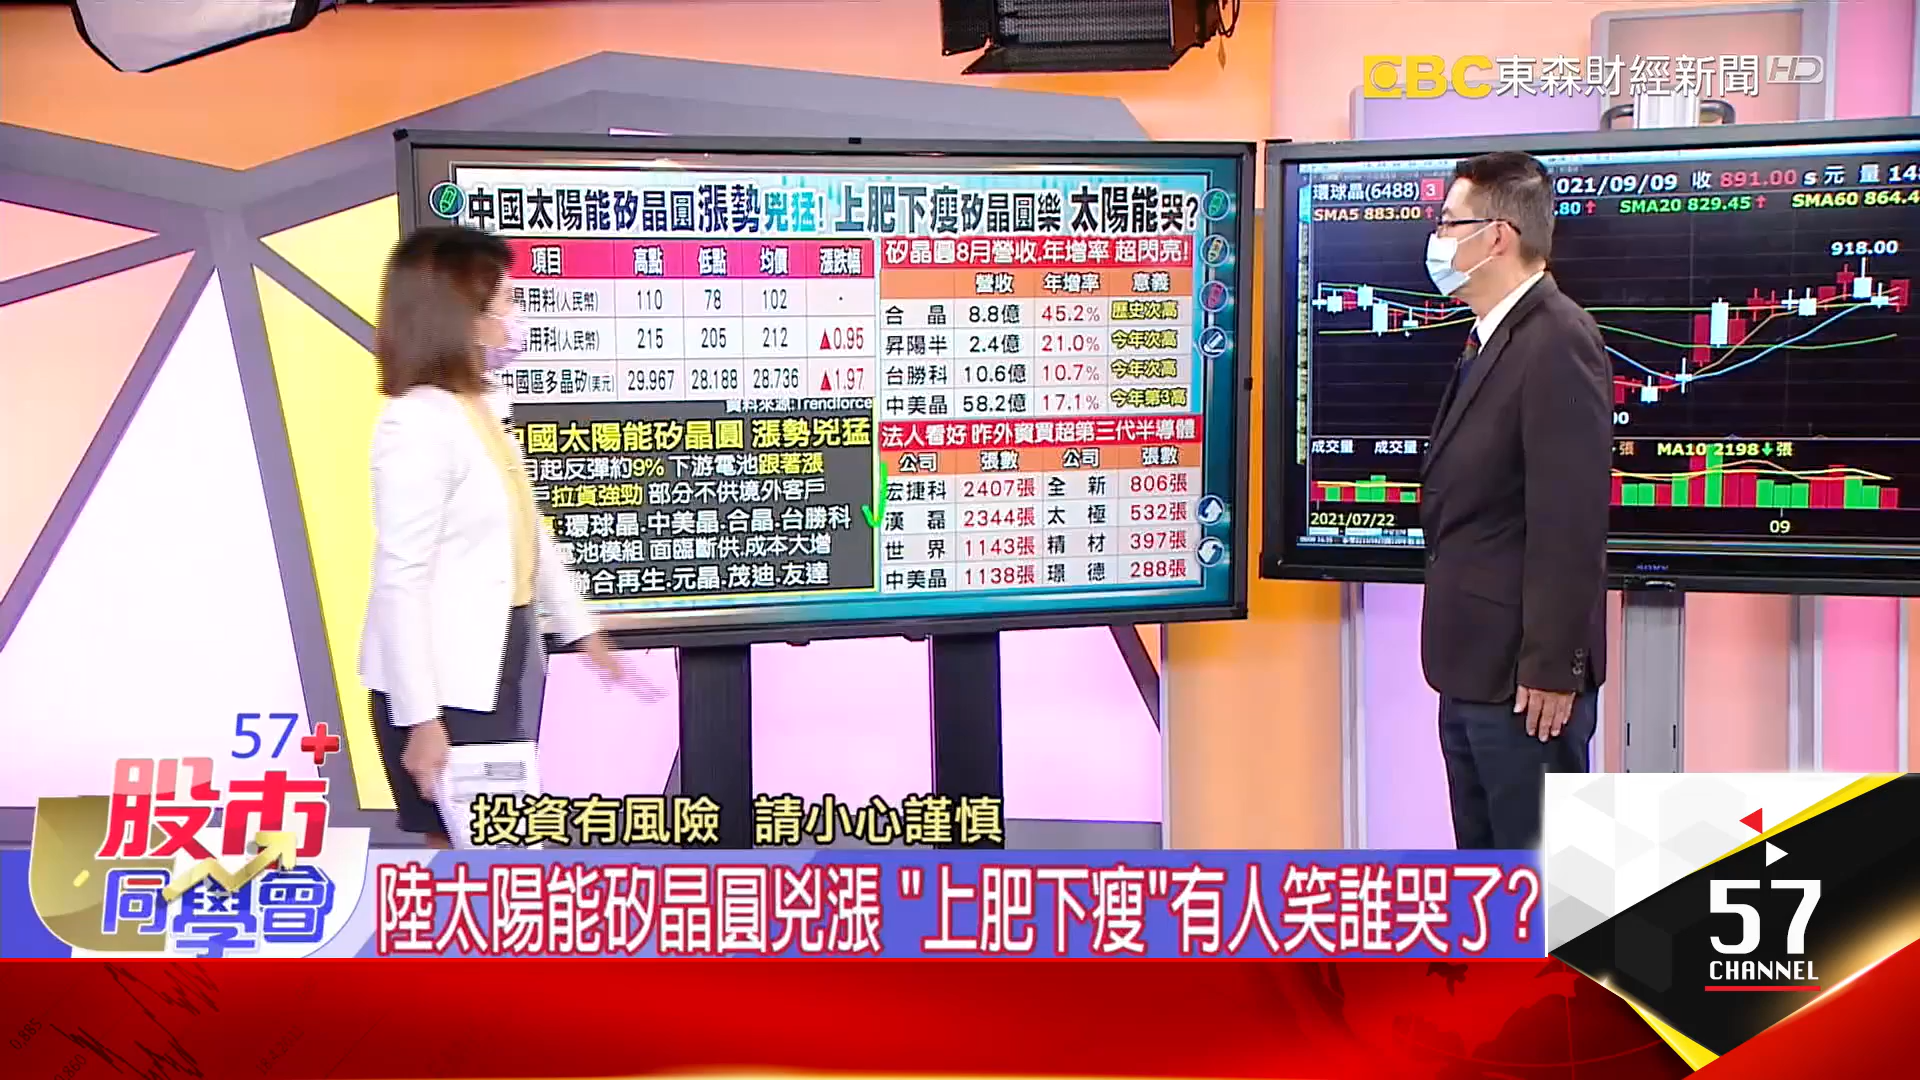 EBC東森財經新聞HD
中國太陽能矽晶圓漲勢兇猛!上肥下瘦矽晶圓樂 太陽能哭?
項目 高點 低點 均價 漲跌幅
用料(人民幣) 110 78 102 -
用料(人民幣) 215 205 212 ▲0.95
中國區多晶矽(美元) 29.967 28.188 28.736 ▲1.97
資料來源:Trendforce
國太陽能矽晶圓 漲勢兇猛
起反彈約9% 下游電池跟著漲
拉貨強勁 部分不供境外客戶
:環球晶.中美晶.合晶.台勝科
池模組 面臨斷供.成本大增
聯合再生.元晶.茂迪.友達
矽晶圓8月營收.年增率 超閃亮!
營收 年增率 意義
合晶 8.8億 45.2% 歷史次高
昇陽半 2.4億 21.0% 今年次高
台勝科 10.6億 10.7% 今年次高
中美晶 58.2億 17.1% 今年第3高
法人看好 昨外資買超第三代半導體
公司 張數 公司 張數
宏捷科 2407張 全新 806張
漢磊 2344張 太極 532張
世界 1143張 精材 397張
中美晶 1138張 環德 288張
環球晶(6488) 3
2021/09/09 收 891.00 s 元 量 148
SMA5 883.00↑ .80↑ SMA20 829.45↑ SMA60 864.4
918.00
成交量 成交量 張 MA10 2198↓張
2021/07/22
09
SONY
57+
股市
同學會
投資有風險 請小心謹慎
陸太陽能矽晶圓兇漲 "上肥下瘦"有人笑誰哭了?
57
CHANNEL
0.885
0.860